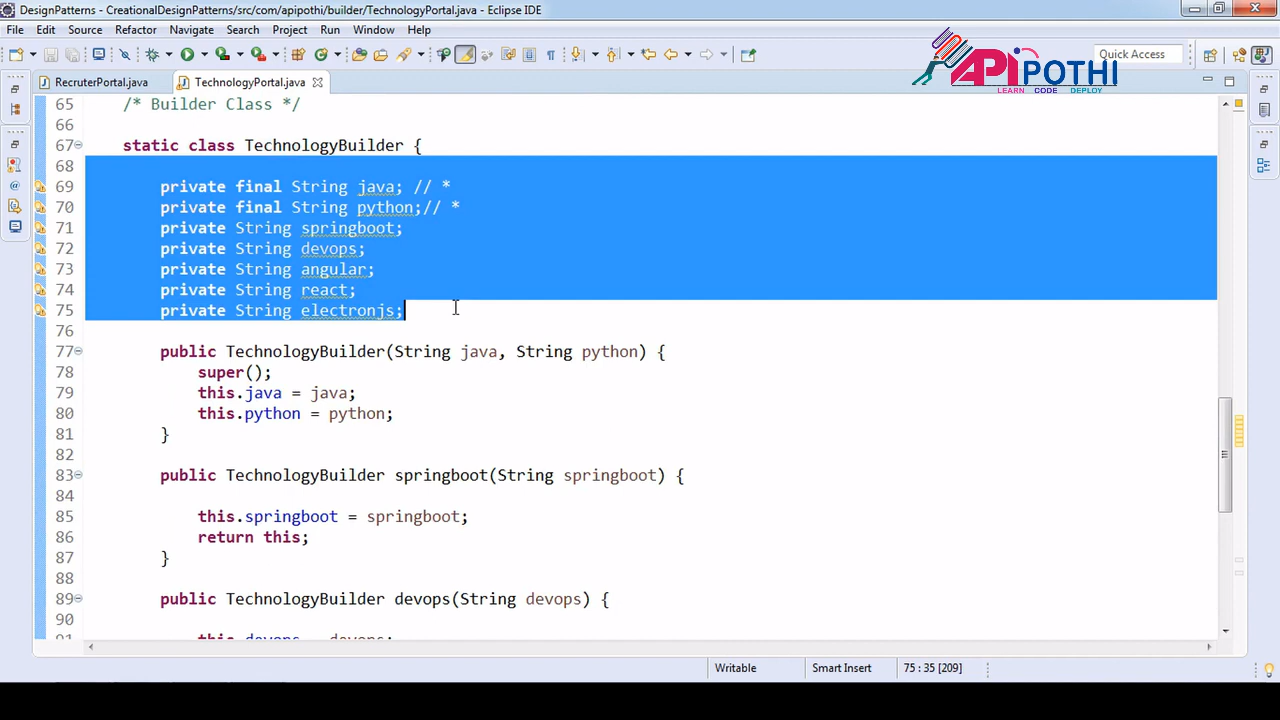 DesignPatterns - CreationalDesignPatterns/src/com/apipothi/builder/TechnologyPortal.java - Eclipse IDE
File Edit Source Refactor Navigate Search Project Run Window Help
Quick Access
APiPOTHI
LEARN CODE DEPLOY
RecruterPortal.java TechnologyPortal.java
65 /* Builder Class */
66
67 static class TechnologyBuilder {
68
69 private final String java; // *
70 private final String python;// *
71 private String springboot;
72 private String devops;
73 private String angular;
74 private String react;
75 private String electronjs;
76
77 public TechnologyBuilder(String java, String python) {
78 super();
79 this.java = java;
80 this.python = python;
81 }
82
83 public TechnologyBuilder springboot(String springboot) {
84
85 this.springboot = springboot;
86 return this;
87 }
88
89 public TechnologyBuilder devops(String devops) {
90
91 this.devops = devops;
Writable Smart Insert 75 : 35 [209]